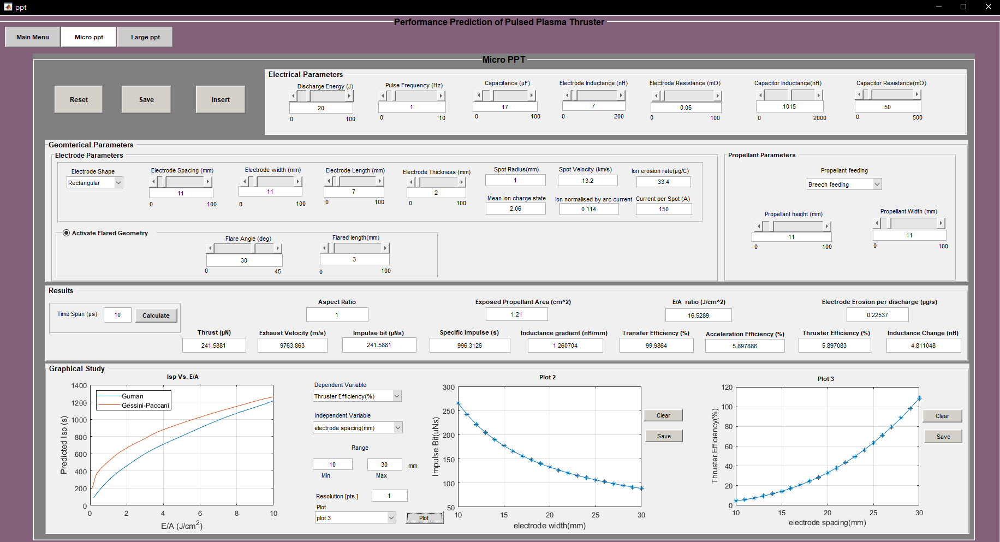 ppt
Performance Prediction of Pulsed Plasma Thruster
Main Menu
Micro ppt
Large ppt
Micro PPT
Reset
Save
Insert
Electrical Parameters
Discharge Energy (J)
20
0 100
Pulse Frequency (Hz)
1
0 10
Capacitance (µF)
17
0 100
Electrode Inductance (nH)
7
0 200
Electrode Resistance (mΩ)
0.05
0 100
Capacitor Inductance(nH)
1015
0 2000
Capacitor Resistance(mΩ)
50
0 500
Geomterical Parameters
Electrode Parameters
Electrode Shape
Rectangular
Electrode Spacing (mm)
11
0 100
Electrode width (mm)
11
0 100
Electrode Length (mm)
7
0 100
Electrode Thickness (mm)
2
0 100
Spot Radius(mm)
1
Spot Velocity (km/s)
13.2
Ion erosion rate(µg/C)
33.4
Mean ion charge state
2.06
Ion normalised by arc current
0.114
Current per Spot (A)
150
Activate Flared Geometry
Flare Angle (deg)
30
0 45
Flared length(mm)
3
0 100
Propellant Parameters
Propellant feeding
Breech feeding
Propellant height (mm)
11
0 100
Propellant Width (mm)
11
0 100
Results
Time Span (µs)
10
Calculate
Aspect Ratio
1
Exposed Propellant Area (cm^2)
1.21
E/A ratio (J/cm^2)
16.5289
Electrode Erosion per discharge (µg/s)
0.22537
Thrust (µN)
241.5881
Exhaust Velocity (m/s)
9763.863
Impulse bit (µNs)
241.5881
Specific Impulse (s)
996.3126
Inductance gradient (nH/mm)
1.260704
Transfer Efficiency (%)
99.9864
Acceleration Efficiency (%)
5.897886
Thruster Efficiency (%)
5.897083
Inductance Change (nH)
4.811048
Graphical Study
Isp Vs. E/A
Guman
Gessini-Paccani
Predicted Isp (s)
1400
1200
1000
800
600
400
200
0
0 2 4 6 8 10
E/A (J/cm2)
Dependent Variable
Thruster Efficiency(%)
Independent Variable
electrode spacing(mm)
Range
10 30 mm
Min. Max
Resolution [pts.] 1
Plot
plot 3
Plot
Plot 2
Impulse Bit(uNs)
300
250
200
150
100
50
10 15 20 25 30
electrode width(mm)
Clear
Save
Plot 3
Thruster Efficiency(%)
120
100
80
60
40
20
0
10 15 20 25 30
electrode spacing(mm)
Clear
Save